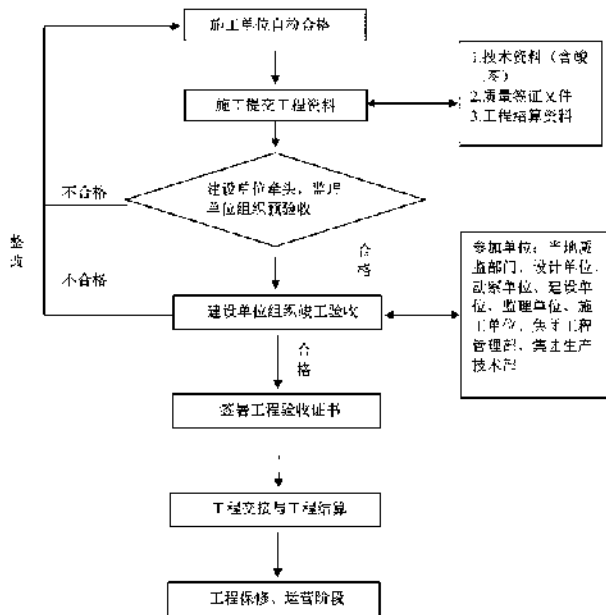 施工单位自动合格
施工提交工程资料
1.技术资料（含竣
图）
2.质量签证文件
3.工程结算资料
建设单位牵头，监理
单位组织预验收
不合格
整改
合格
不合格
建设单位组织竣工验收
参加单位：当地质
监部门、设计单位、
勘察单位、建设单
位、监理单位、施
工单位、集团工程
管理部、集团生产
技术部
合格
签署工程验收证书
工程交接与工程结算
工程保修、运营阶段